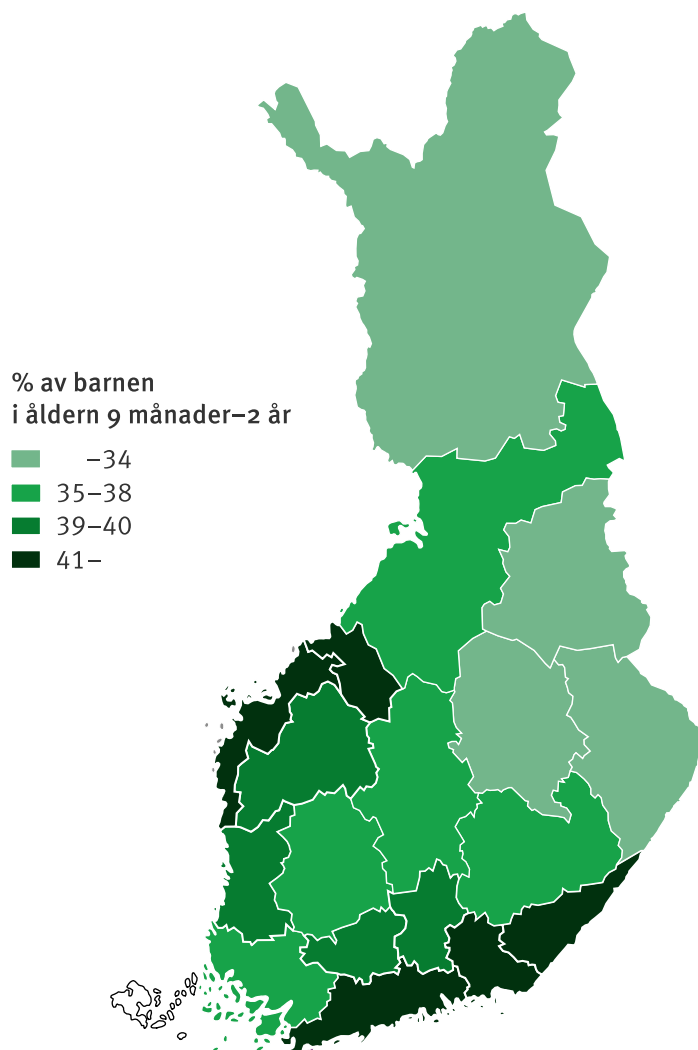 % av barnen
i åldern 9 månader–2 år
–34
35–38
39–40
41–